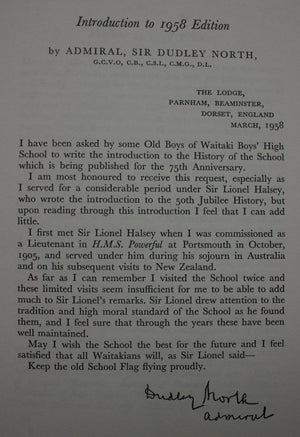 Introduction to 1958 Edition
by ADMIRAL, SIR DUDLEY NORTH,
G.C.V.O, C.B., C.S.I., C.M.G., D.L.
THE LODGE,
PARNHAM, BEAMINSTER,
DORSET, ENGLAND
MARCH, 1958
I have been asked by some Old Boys of Waitaki Boys' High
School to write the introduction to the History of the School
which is being published for the 75th Anniversary.
I am most honoured to receive this request, especially as
I served for a considerable period under Sir Lionel Halsey,
who wrote the introduction to the 50th Jubilee History, but
upon reading through this introduction I feel that I can add
little.
I first met Sir Lionel Halsey when I was commissioned as
a Lieutenant in H.M.S. Powerful at Portsmouth in October,
1905, and served under him during his sojourn in Australia
and on his subsequent visits to New Zealand.
As far as I can remember I visited the School twice and
these limited visits seem insufficient for me to be able to add
much to Sir Lionel's remarks. Sir Lionel drew attention to the
tradition and high moral standard of the School as he found
them, and I feel sure that through the years these have been
well maintained.
May I wish the School the best for the future and I feel
satisfied that all Waitakians will, as Sir Lionel said—
Keep the old School Flag flying proudly.
Dudley North
Admiral